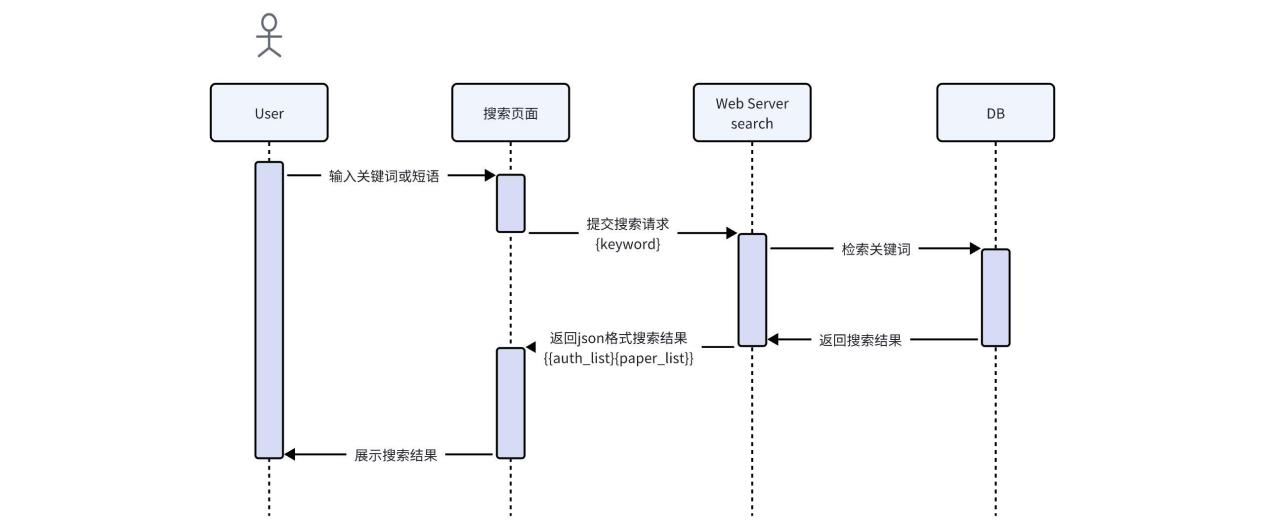 User
搜索页面
Web Server
search
DB
输入关键词或短语
提交搜索请求
{keyword}
检索关键词
返回json格式搜索结果
{{auth_list}{paper_list}}
返回搜索结果
展示搜索结果